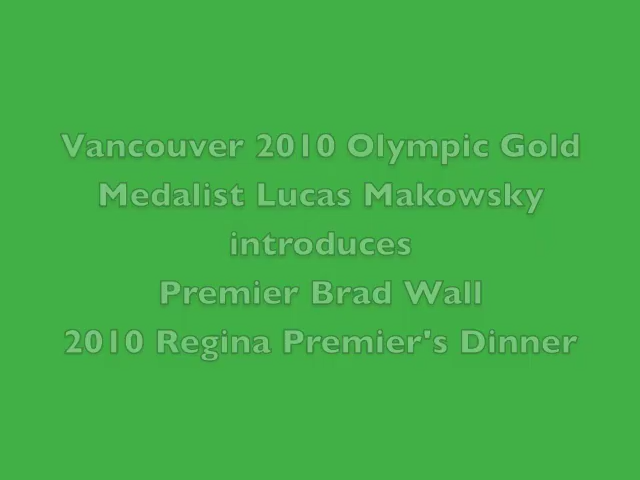 Vancouver 2010 Olympic Gold
Medalist Lucas Makowsky
introduces
Premier Brad Wall
2010 Regina Premier's Dinner